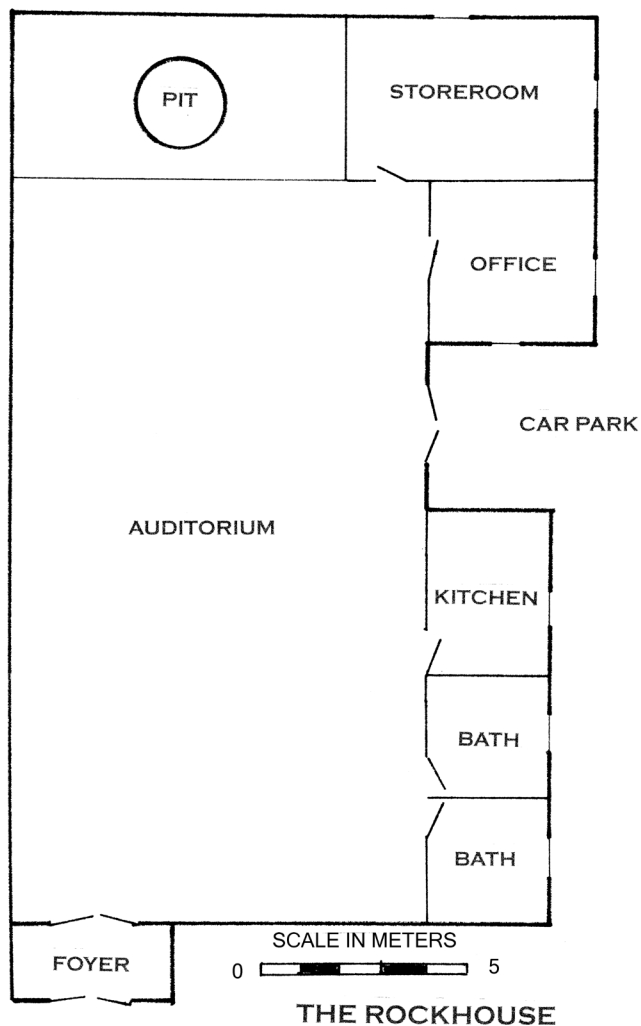 PIT
STOREROOM
OFFICE
CAR PARK
AUDITORIUM
KITCHEN
BATH
BATH
FOYER
SCALE IN METERS
0 5
THE ROCKHOUSE